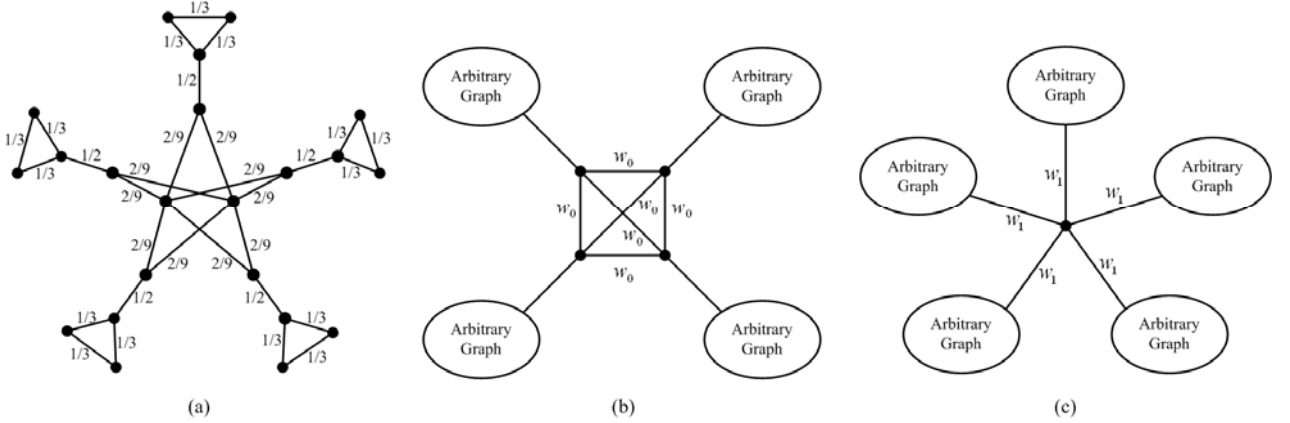 1/3
1/3 1/3
1/2
2/9 2/9
1/3 1/3
1/3
1/2 2/9
2/9
2/9 1/2
2/9
1/3 1/3
1/3
2/9 2/9
2/9 2/9
1/2 1/2
1/3 1/3
1/3 1/3
1/3 1/3
(a)
Arbitrary
Graph
Arbitrary
Graph
w₀
w₀ w₀ w₀
w₀
w₀
Arbitrary
Graph
Arbitrary
Graph
(b)
Arbitrary
Graph
Arbitrary
Graph
Arbitrary
Graph
w₁
w₁ w₁
w₁ w₁
Arbitrary
Graph
Arbitrary
Graph
(c)